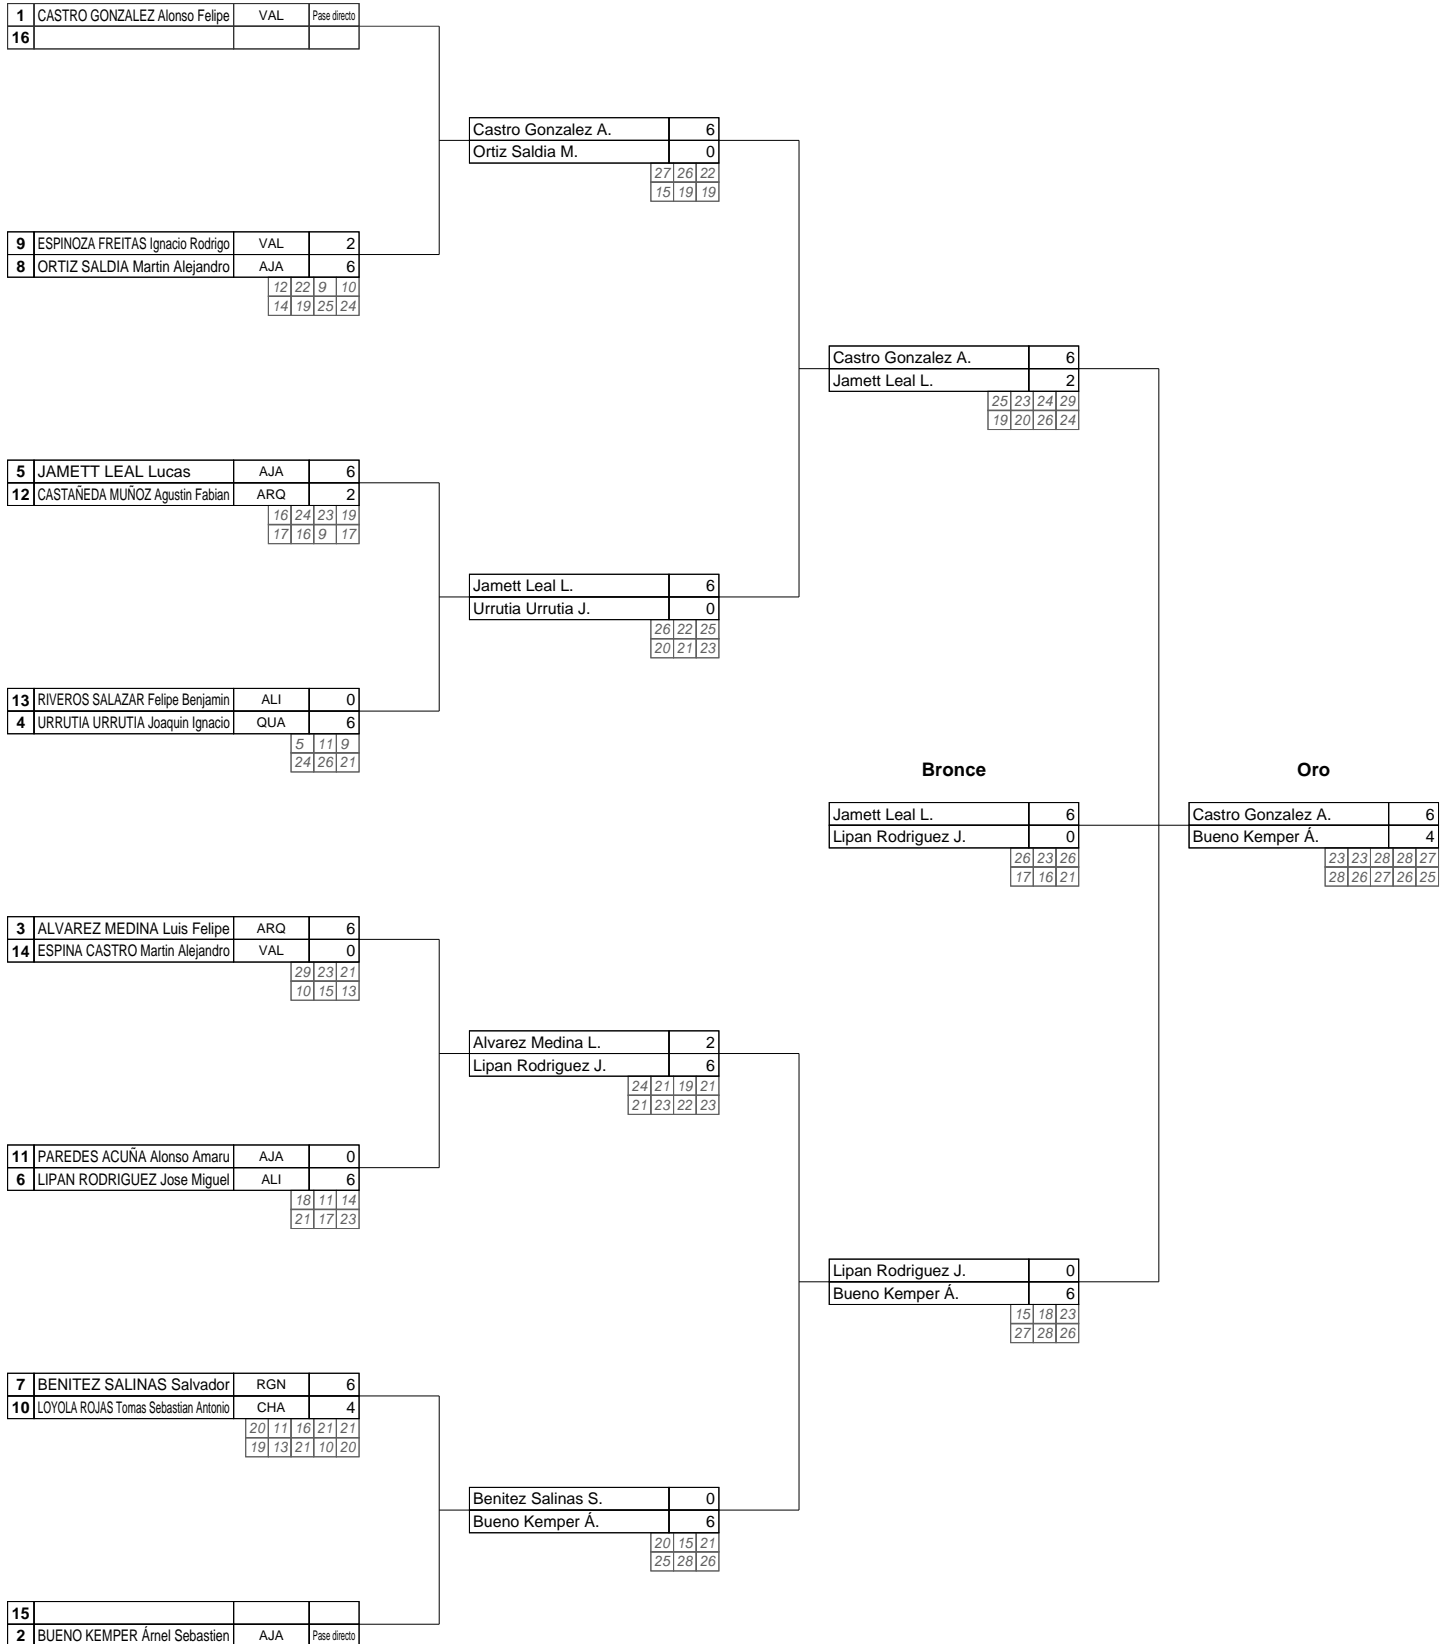 1 CASTRO GONZALEZ Alonso Felipe VAL Pase directo
16
Castro Gonzalez A. 6
Ortiz Saldia M. 0
27 26 22
15 19 19
9 ESPINOZA FREITAS Ignacio Rodrigo VAL 2
8 ORTIZ SALDIA Martin Alejandro AJA 6
12 22 9 10
14 19 25 24
Castro Gonzalez A. 6
Jamett Leal L. 2
25 23 24 29
19 20 26 24
5 JAMETT LEAL Lucas AJA 6
12 CASTAÑEDA MUÑOZ Agustin Fabian ARQ 2
16 24 23 19
17 16 9 17
Jamett Leal L. 6
Urrutia Urrutia J. 0
26 22 25
20 21 23
13 RIVEROS SALAZAR Felipe Benjamin ALI 0
4 URRUTIA URRUTIA Joaquin Ignacio QUA 6
5 11 9
24 26 21
Bronce
Oro
Jamett Leal L. 6
Lipan Rodriguez J. 0
26 23 26
17 16 21
Castro Gonzalez A. 6
Bueno Kemper Á. 4
23 23 28 28 27
28 26 27 26 25
3 ALVAREZ MEDINA Luis Felipe ARQ 6
14 ESPINA CASTRO Martin Alejandro VAL 0
29 23 21
10 15 13
Alvarez Medina L. 2
Lipan Rodriguez J. 6
24 21 19 21
21 23 22 23
11 PAREDES ACUÑA Alonso Amaru AJA 0
6 LIPAN RODRIGUEZ Jose Miguel ALI 6
18 11 14
21 17 23
Lipan Rodriguez J. 0
Bueno Kemper Á. 6
15 18 23
27 28 26
7 BENITEZ SALINAS Salvador RGN 6
10 LOYOLA ROJAS Tomas Sebastian Antonio CHA 4
20 11 16 21 21
19 13 21 10 20
Benitez Salinas S. 0
Bueno Kemper Á. 6
20 15 21
25 28 26
15
2 BUENO KEMPER Árnel Sebastien AJA Pase directo